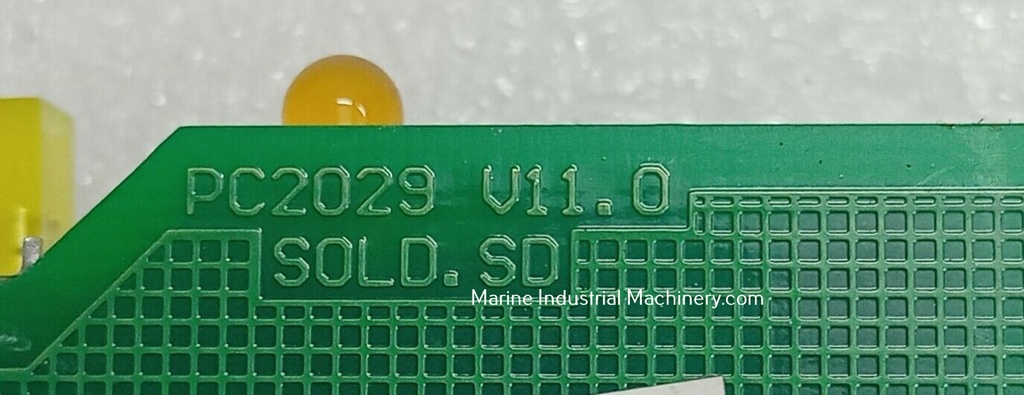 PC2029 V11.0
SOLD.SD
Marine Industrial Machinery.com